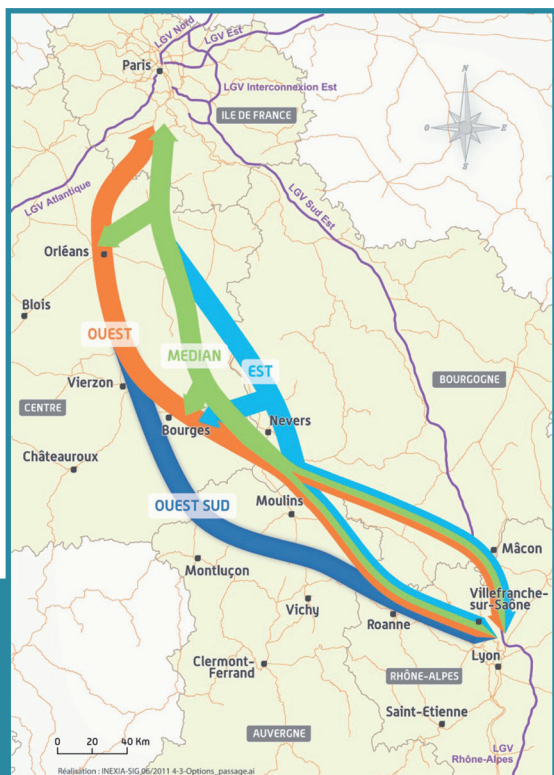 LGV Nord
LGV Est
Paris
LGV Interconnexion Est
ILE DE FRANCE
N
O
E
S
LGV Atlantique
LGV Sud Est
Orléans
Blois
OUEST
MEDIAN
EST
Vierzon
BOURGOGNE
CENTRE
Bourges
Nevers
Châteauroux
OUEST SUD
Moulins
Mâcon
Montluçon
Villefranche-
sur-Saône
Vichy
Roanne
Lyon
Clermont-
Ferrand
RHÔNE-ALPES
Saint-Etienne
AUVERGNE
LGV
Rhône-Alpes
0 20 40 Km
Réalisation : INEXIA-SIG 06/2011 4-3-Options_passage.ai